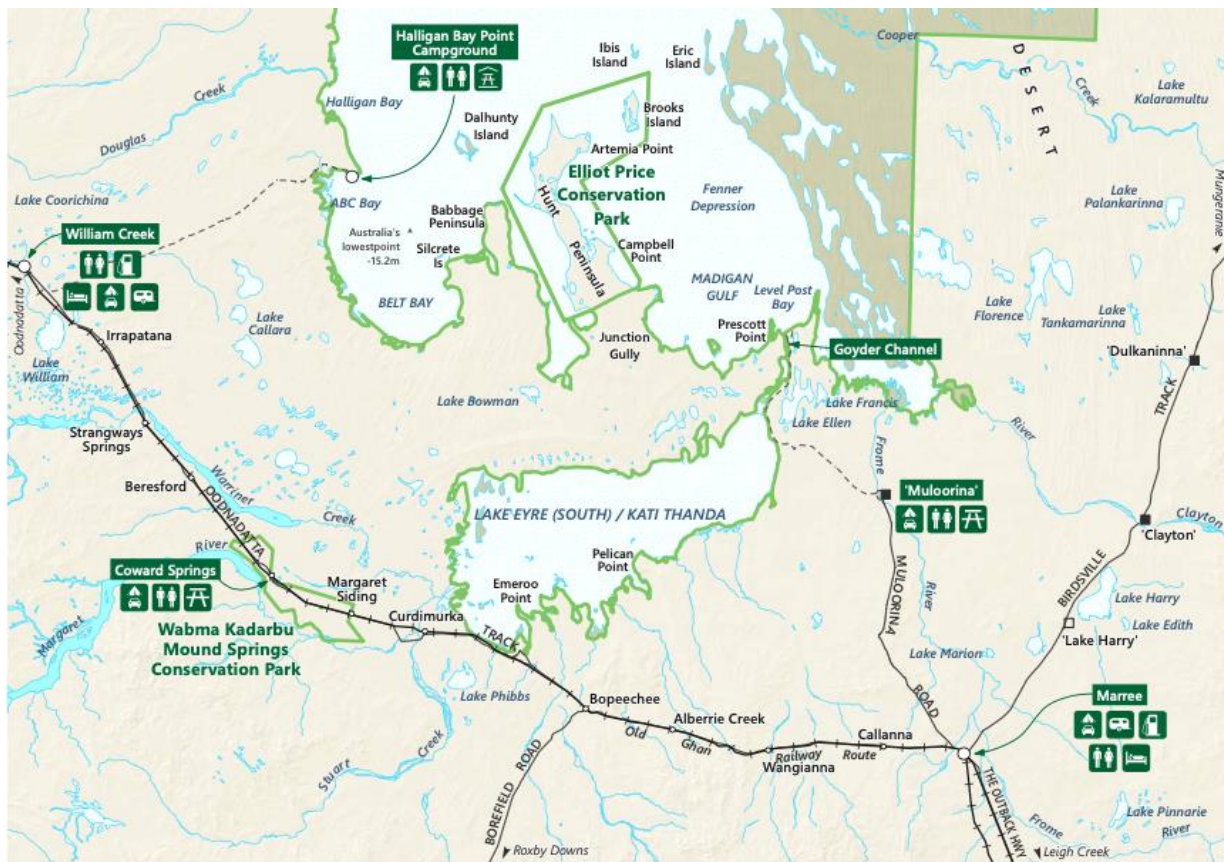 Halligan Bay Point
Campground
Ibis
Island
Eric
Island
Cooper
Creek
DESERT
Lake
Kalaramultu
Halligan Bay
Douglas
Creek
Dalhunty
Island
Brooks
Island
Artemia Point
Elliot Price
Conservation
Park
Hunt
Peninsula
Fenner
Depression
Lake
Palankarinna
Mungeranie
Lake Coorichina
ABC Bay
Babbage
Peninsula
Australia's
lowestpoint
-15.2m
Silcrete
Is
Campbell
Point
William Creek
Oodnadatta
BELT BAY
MADIGAN
GULF
Level Post
Bay
Lake
Florence
Lake
Tankamarinna
Irrapatana
Lake
Callara
Junction
Gully
Prescott
Point
Goyder Channel
'Dulkaninna'
Lake
William
TRACK
Lake Bowman
Lake Francis
Lake Ellen
Strangways
Springs
Frome
River
River
Beresford
Warriner
Creek
OODNADATTA
LAKE EYRE (SOUTH) / KATI THANDA
'Muloorina'
Clayton
'Clayton'
River
Coward Springs
Margaret
Margaret
Siding
Pelican
Point
Emeroo
Point
MULOORINA
ROAD
BIRDSVILLE
Curdimurka
TRACK
Wabma Kadarbu
Mound Springs
Conservation Park
Lake Harry
Lake Edith
'Lake Harry'
Lake Marion
Lake Phibbs
Marree
Bopeechee
Alberrie Creek
Callanna
Old
Ghan
Railway
Route
Wangianna
Stuart
Creek
BOREFIELD
ROAD
Roxby Downs
THE OUTBACK HWY
Frome
River
Lake Pinnarie
Leigh Creek